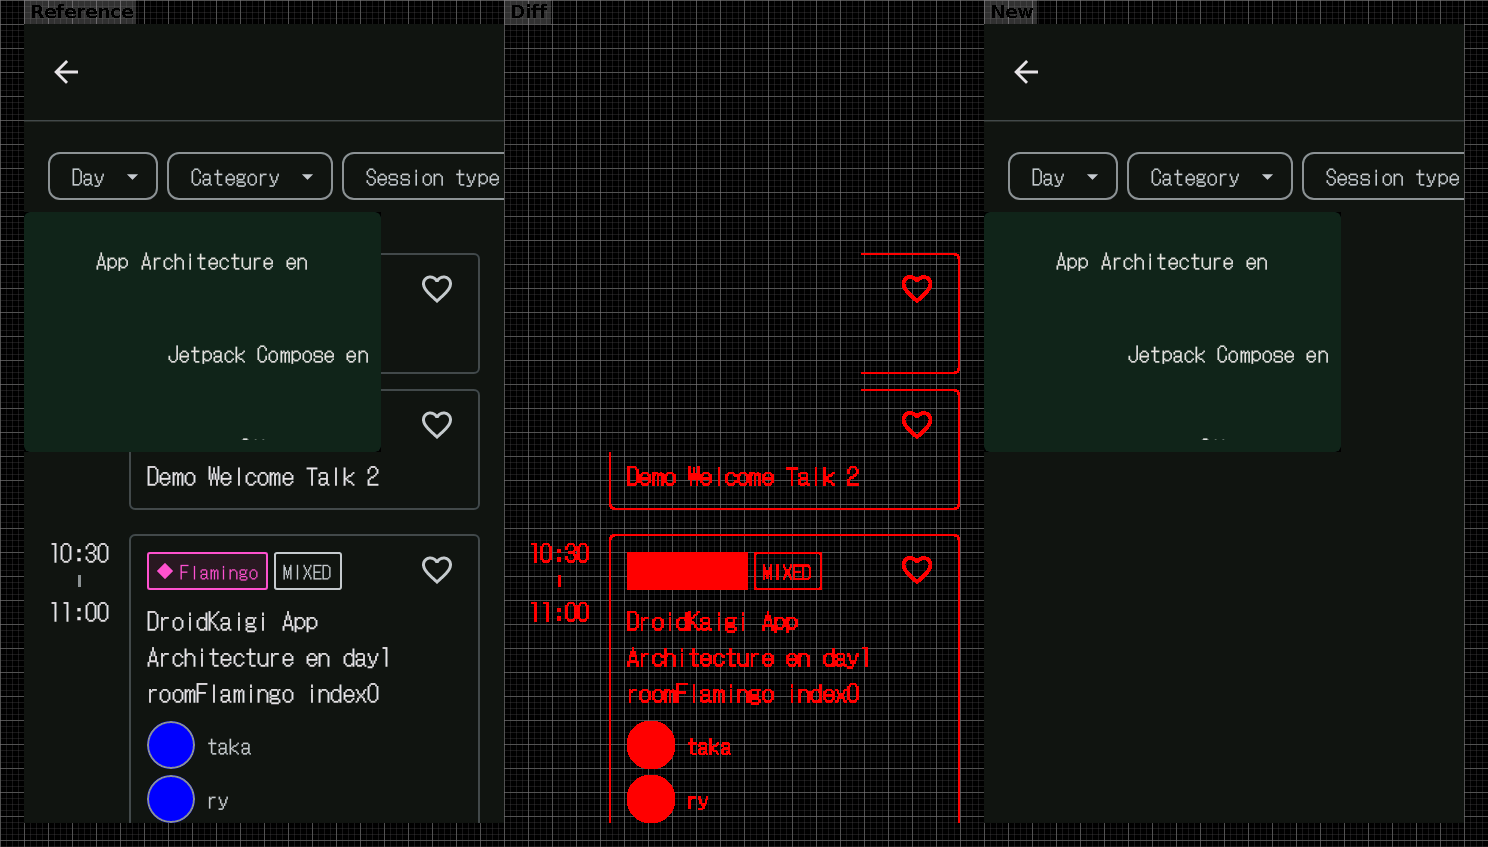 Reference
Day
Category
Session type
App Architecture en
Jetpack Compose en
Demo Welcome Talk 2
10:30
11:00
Flamingo
MIXED
DroidKaigi App
Architecture en day1
roomFlamingo index0
taka
ry
Diff
Demo Welcome Talk 2
10:30
11:00
MIXED
DroidKaigi App
Architecture en day1
roomFlamingo index0
taka
ry
New
Day
Category
Session type
App Architecture en
Jetpack Compose en